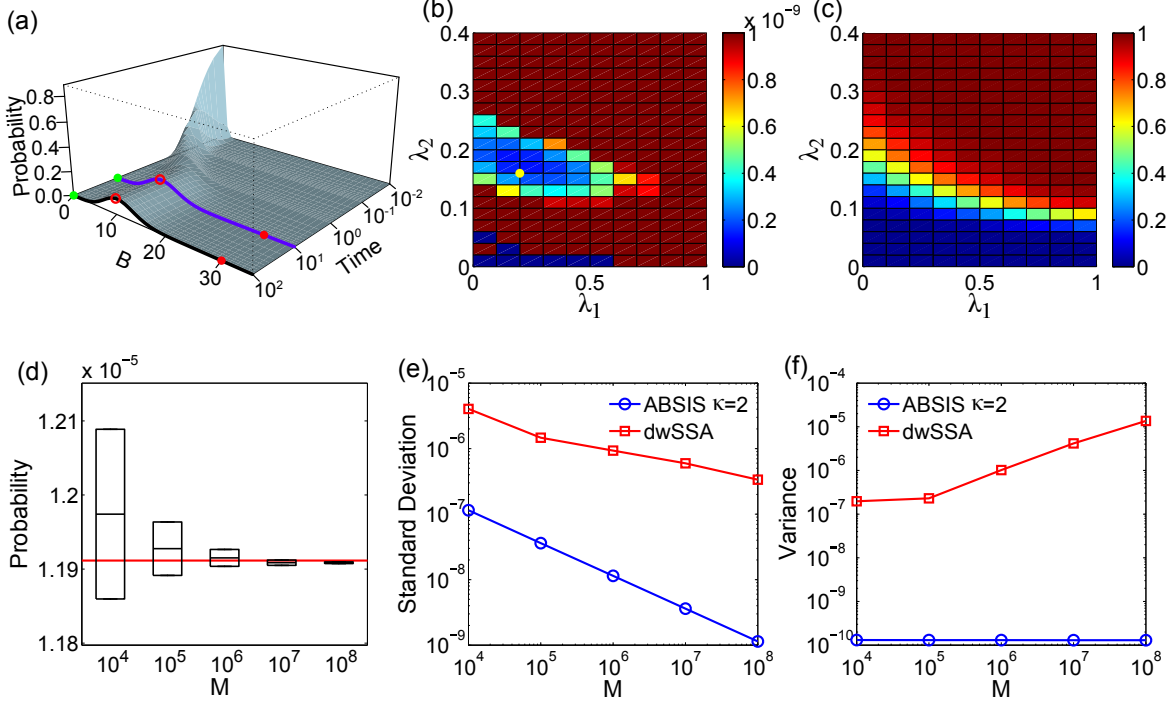 (a)
Probability
0.8
0.6
0.4
0.2
0.0
0
10
20
30
B
10²
10¹
10⁰
10⁻¹
10⁻²
Time
(b)
x 10⁻⁹
0.4
0.3
0.2
0.1
0
λ₂
0
0.5
1
λ₁
1
0.8
0.6
0.4
0.2
0
(c)
0.4
0.3
0.2
0.1
0
λ₂
0
0.5
1
λ₁
1
0.8
0.6
0.4
0.2
0
(d)
x 10⁻⁵
1.21
1.2
1.19
1.18
Probability
10⁴ 10⁵ 10⁶ 10⁷ 10⁸
M
(e)
10⁻⁵
10⁻⁶
10⁻⁷
10⁻⁸
10⁻⁹
Standard Deviation
ABSIS κ=2
dwSSA
10⁴ 10⁵ 10⁶ 10⁷ 10⁸
M
(f)
10⁻⁴
10⁻⁵
10⁻⁶
10⁻⁷
10⁻⁸
10⁻⁹
10⁻¹⁰
Variance
ABSIS κ=2
dwSSA
10⁴ 10⁵ 10⁶ 10⁷ 10⁸
M